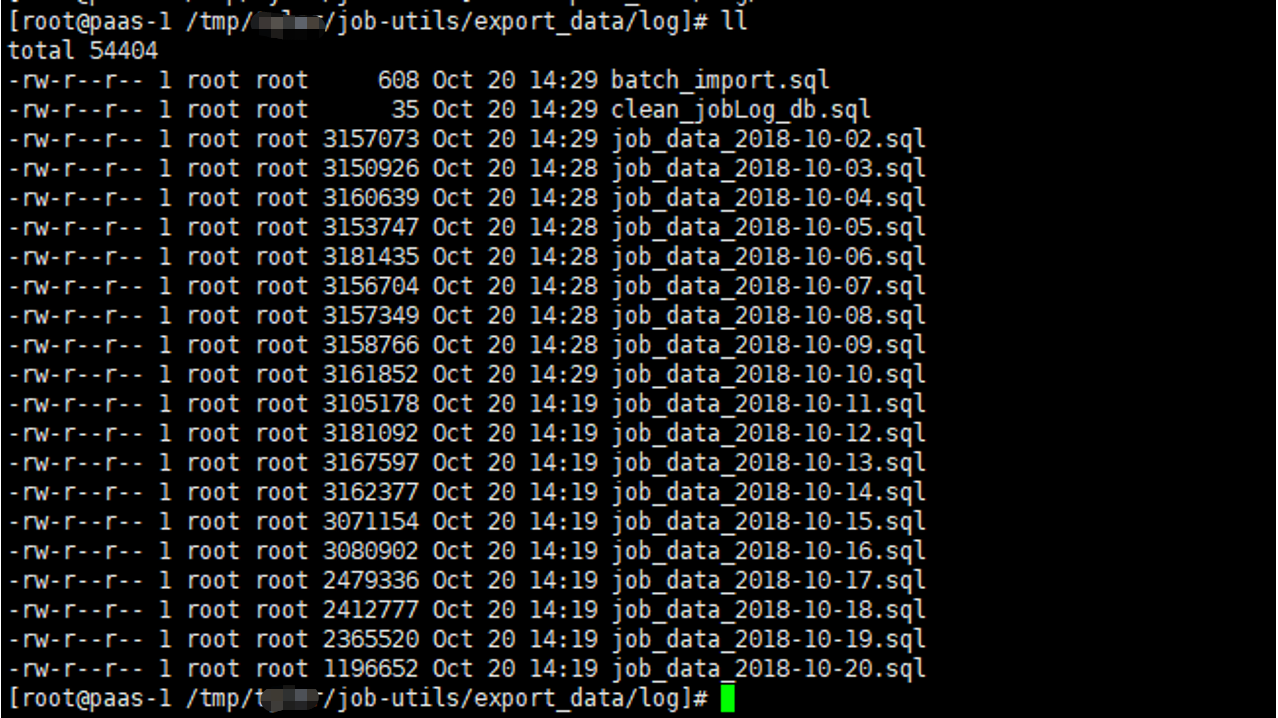 [root@paas-1 /tmp/ /job-utils/export_data/log]# ll
total 54404
-rw-r--r-- 1 root root     608 Oct 20 14:29 batch_import.sql
-rw-r--r-- 1 root root      35 Oct 20 14:29 clean_jobLog_db.sql
-rw-r--r-- 1 root root 3157073 Oct 20 14:29 job_data_2018-10-02.sql
-rw-r--r-- 1 root root 3150926 Oct 20 14:28 job_data_2018-10-03.sql
-rw-r--r-- 1 root root 3160639 Oct 20 14:28 job_data_2018-10-04.sql
-rw-r--r-- 1 root root 3153747 Oct 20 14:28 job_data_2018-10-05.sql
-rw-r--r-- 1 root root 3181435 Oct 20 14:28 job_data_2018-10-06.sql
-rw-r--r-- 1 root root 3156704 Oct 20 14:28 job_data_2018-10-07.sql
-rw-r--r-- 1 root root 3157349 Oct 20 14:28 job_data_2018-10-08.sql
-rw-r--r-- 1 root root 3158766 Oct 20 14:28 job_data_2018-10-09.sql
-rw-r--r-- 1 root root 3161852 Oct 20 14:29 job_data_2018-10-10.sql
-rw-r--r-- 1 root root 3105178 Oct 20 14:19 job_data_2018-10-11.sql
-rw-r--r-- 1 root root 3181092 Oct 20 14:19 job_data_2018-10-12.sql
-rw-r--r-- 1 root root 3167597 Oct 20 14:19 job_data_2018-10-13.sql
-rw-r--r-- 1 root root 3162377 Oct 20 14:19 job_data_2018-10-14.sql
-rw-r--r-- 1 root root 3071154 Oct 20 14:19 job_data_2018-10-15.sql
-rw-r--r-- 1 root root 3080902 Oct 20 14:19 job_data_2018-10-16.sql
-rw-r--r-- 1 root root 2479336 Oct 20 14:19 job_data_2018-10-17.sql
-rw-r--r-- 1 root root 2412777 Oct 20 14:19 job_data_2018-10-18.sql
-rw-r--r-- 1 root root 2365520 Oct 20 14:19 job_data_2018-10-19.sql
-rw-r--r-- 1 root root 1196652 Oct 20 14:19 job_data_2018-10-20.sql
[root@paas-1 /tmp/ /job-utils/export_data/log]#